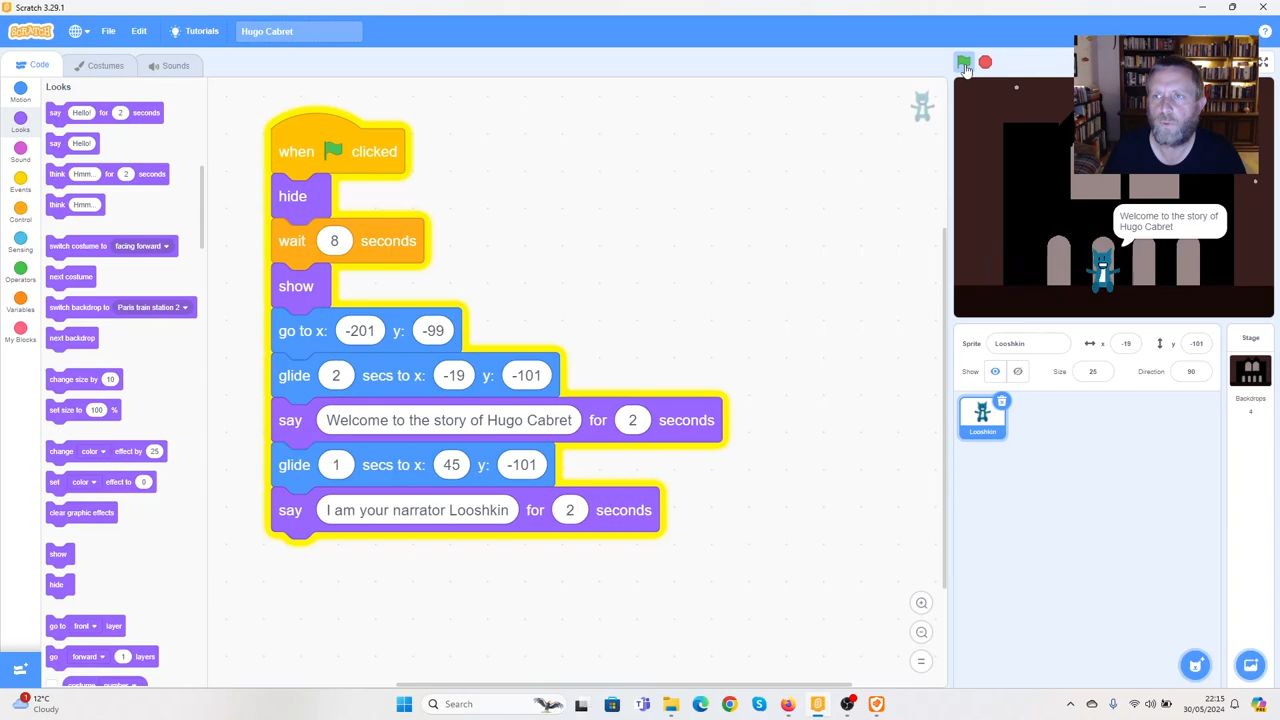 Scratch 3.29.1
SCRATCH
File
Edit
Tutorials
Hugo Cabret
Code
Costumes
Sounds
Motion
Looks
Sound
Events
Control
Sensing
Operators
Variables
My Blocks
Looks
say Hello! for 2 seconds
say Hello!
think Hmm... for 2 seconds
think Hmm...
switch costume to facing forward
next costume
switch backdrop to Paris train station 2
next backdrop
change size by 10
set size to 100 %
change color effect by 25
set color effect to 0
clear graphic effects
show
hide
go to front layer
go forward 1 layers
when clicked
hide
wait 8 seconds
show
go to x: -201 y: -99
glide 2 secs to x: -19 y: -101
say Welcome to the story of Hugo Cabret for 2 seconds
glide 1 secs to x: 45 y: -101
say I am your narrator Looshkin for 2 seconds
Welcome to the story of
Hugo Cabret
Sprite Looshkin x -19 y -101
Show Size 25 Direction 90
Looshkin
Stage
Backdrops
4
1
12°C
Cloudy
Search
22:15
30/05/2024